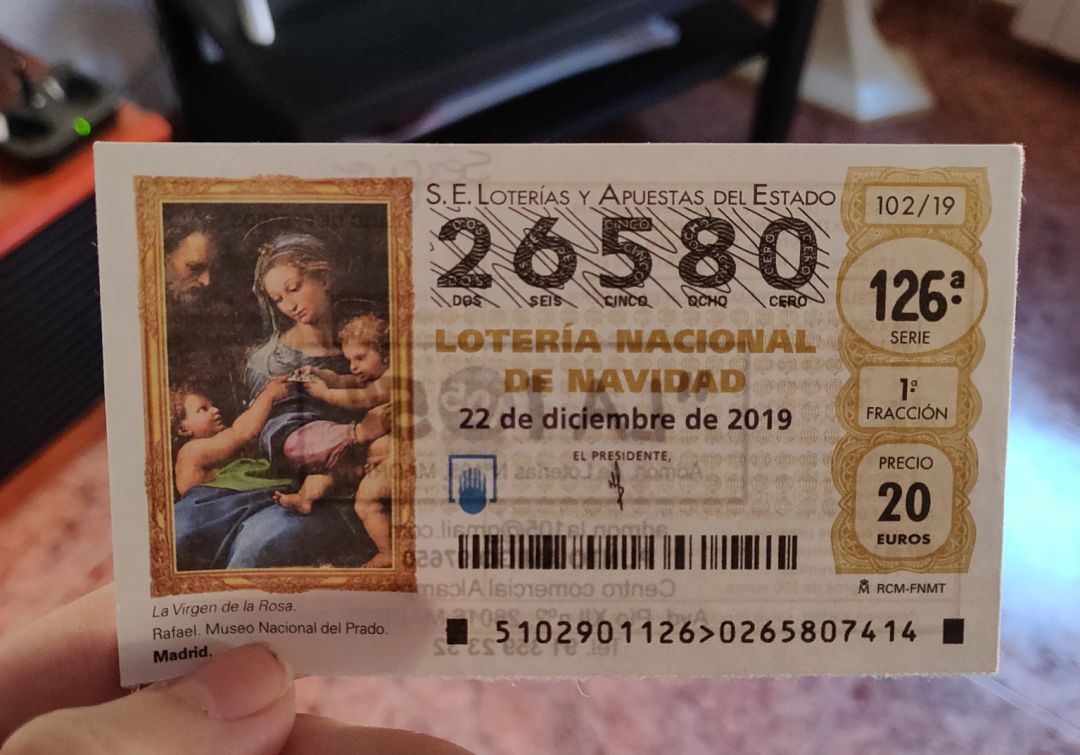 S.E. LOTERÍAS Y APUESTAS DEL ESTADO
26580
DOS SEIS CINCO OCHO CERO
LOTERÍA NACIONAL
DE NAVIDAD
22 de diciembre de 2019
EL PRESIDENTE,
102/19
126ª
SERIE
1ª
FRACCIÓN
PRECIO
20
EUROS
RCM-FNMT
5102901126>0265807414
La Virgen de la Rosa.
Rafael. Museo Nacional del Prado.
Madrid.